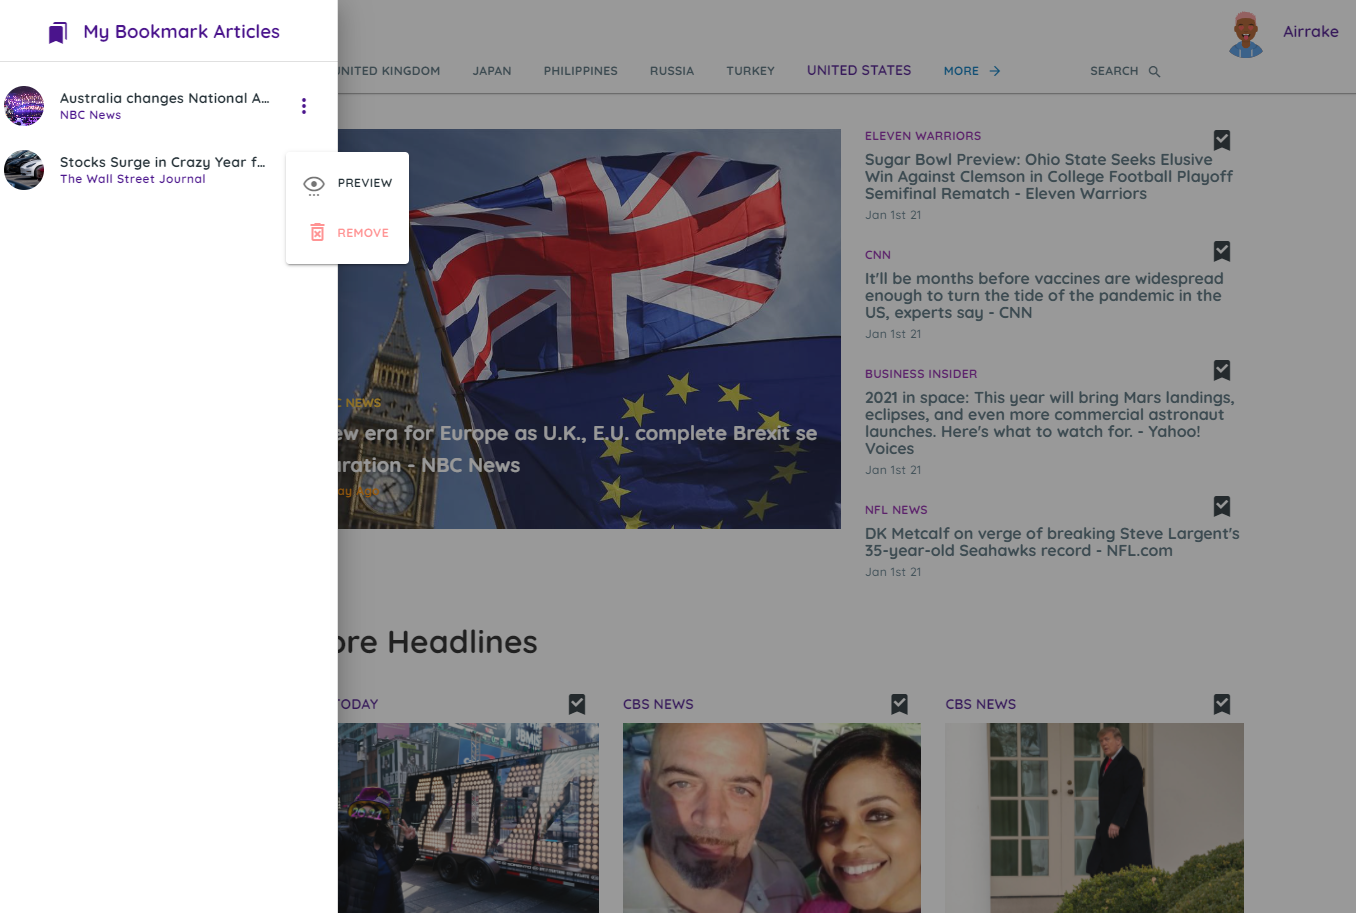 My Bookmark Articles
Airrake
UNITED KINGDOM JAPAN PHILIPPINES RUSSIA TURKEY UNITED STATES MORE SEARCH
Australia changes National A...
NBC News
Stocks Surge in Crazy Year f...
The Wall Street Journal
PREVIEW
REMOVE
C NEWS
ew era for Europe as U.K., E.U. complete Brexit se
aration - NBC News
ay ago
ELEVEN WARRIORS
Sugar Bowl Preview: Ohio State Seeks Elusive
Win Against Clemson in College Football Playoff
Semifinal Rematch - Eleven Warriors
Jan 1st 21
CNN
It'll be months before vaccines are widespread
enough to turn the tide of the pandemic in the
US, experts say - CNN
Jan 1st 21
BUSINESS INSIDER
2021 in space: This year will bring Mars landings,
eclipses, and even more commercial astronaut
launches. Here's what to watch for. - Yahoo!
Voices
Jan 1st 21
NFL NEWS
DK Metcalf on verge of breaking Steve Largent's
35-year-old Seahawks record - NFL.com
Jan 1st 21
ore Headlines
TODAY
CBS NEWS
CBS NEWS
2021
2021